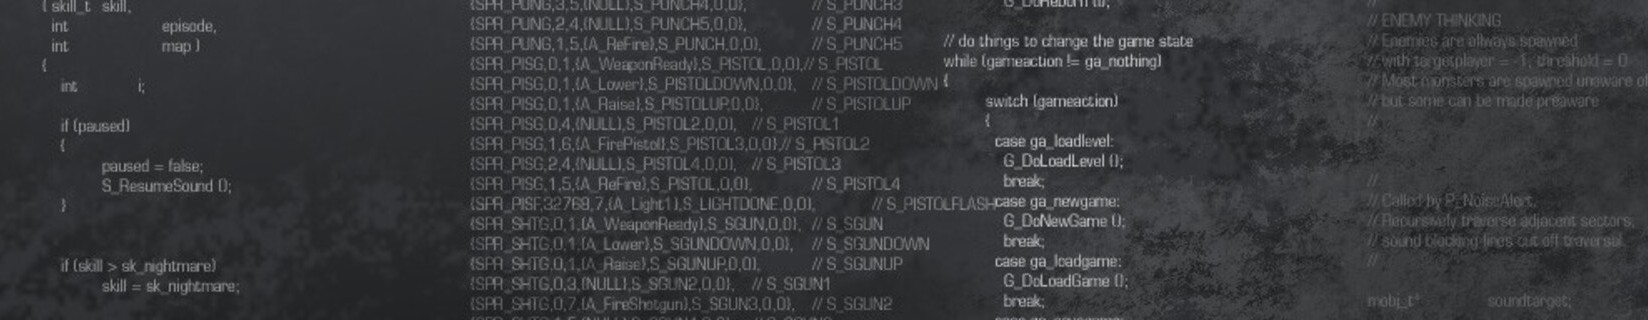 ( skill_t skill,
int episode,
int map )
{
int i;
if (paused)
{
paused = false;
S_ResumeSound ();
}
if (skill > sk_nightmare)
skill = sk_nightmare;
{SPR_PUNG,3,5,{NULL},S_PUNCH4,0,0}, // S_PUNCH3
{SPR_PUNG,2,4,{NULL},S_PUNCH5,0,0}, // S_PUNCH4
{SPR_PUNG,1,5,{A_ReFire},S_PUNCH,0,0}, // S_PUNCH5
{SPR_PISG,0,1,{A_WeaponReady},S_PISTOL,0,0},// S_PISTOL
{SPR_PISG,0,1,{A_Lower},S_PISTOLDOWN,0,0}, // S_PISTOLDOWN
{SPR_PISG,0,1,{A_Raise},S_PISTOLUP,0,0}, // S_PISTOLUP
{SPR_PISG,0,4,{NULL},S_PISTOL2,0,0}, // S_PISTOL1
{SPR_PISG,1,6,{A_FirePistol},S_PISTOL3,0,0},// S_PISTOL2
{SPR_PISG,2,4,{NULL},S_PISTOL4,0,0}, // S_PISTOL3
{SPR_PISG,1,5,{A_ReFire},S_PISTOL,0,0}, // S_PISTOL4
{SPR_PISF,32768,7,{A_Light1},S_LIGHTDONE,0,0}, // S_PISTOLFLASH
{SPR_SHTG,0,1,{A_WeaponReady},S_SGUN,0,0}, // S_SGUN
{SPR_SHTG,0,1,{A_Lower},S_SGUNDOWN,0,0}, // S_SGUNDOWN
{SPR_SHTG,0,1,{A_Raise},S_SGUNUP,0,0}, // S_SGUNUP
{SPR_SHTG,0,3,{NULL},S_SGUN2,0,0}, // S_SGUN1
{SPR_SHTG,0,7,{A_FireShotgun},S_SGUN3,0,0}, // S_SGUN2
G_DoReborn (i);
// do things to change the game state
while (gameaction != ga_nothing)
{
switch (gameaction)
{
case ga_loadlevel:
G_DoLoadLevel ();
break;
case ga_newgame:
G_DoNewGame ();
break;
case ga_loadgame:
G_DoLoadGame ();
break;
//
// ENEMY THINKING
// Enemies are allways spawned
// with targetplayer = -1, threshold = 0
// Most monsters are spawned unaware
// but some can be made preaware
//
//
// Called by P_NoiseAlert.
// Recursively traverse adjacent sectors,
// sound blocking lines cut off traversal.
//
mobj_t* soundtarget;